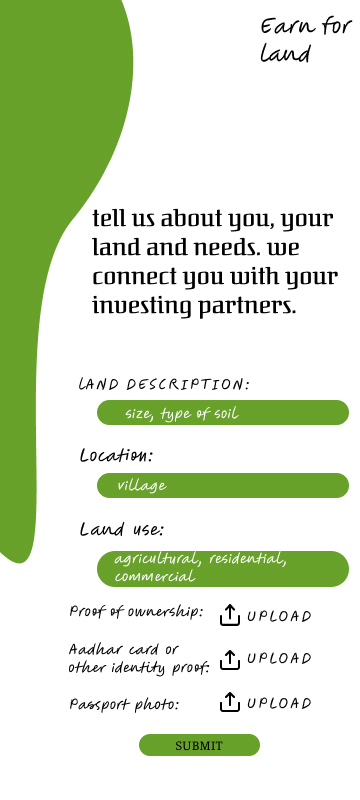 Earn for
land
tell us about you, your
land and needs. we
connect you with your
investing partners.
LAND DESCRIPTION:
size, type of soil
Location:
village
Land use:
agricultural, residential,
commercial
Proof of ownership:
UPLOAD
Aadhar card or
other identity proof:
UPLOAD
Passport photo:
UPLOAD
SUBMIT